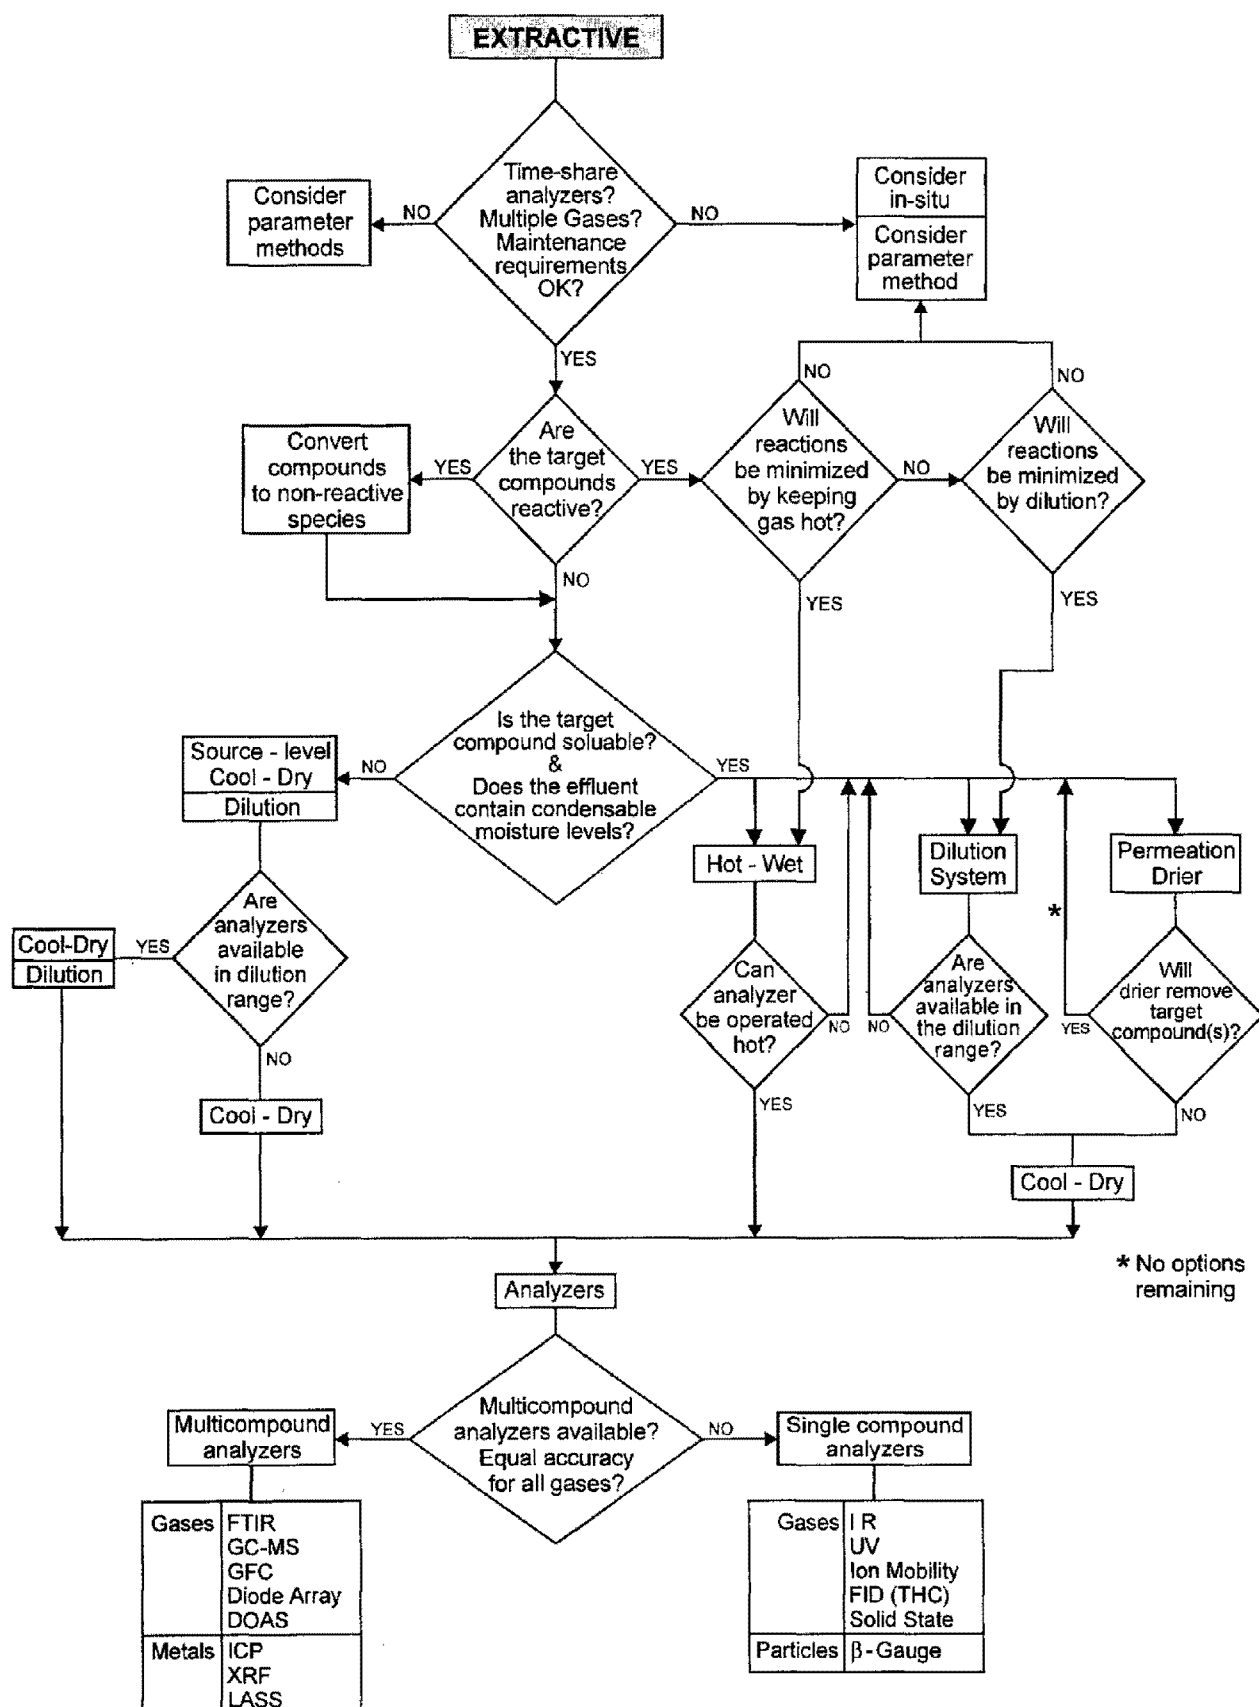 EXTRACTIVE
Time-share
analyzers?
Multiple Gases?
Maintenance
requirements
OK?
NO
Consider
parameter
methods
NO
Consider
in-situ
Consider
parameter
method
YES
Are
the target
compounds
reactive?
YES
Convert
compounds
to non-reactive
species
YES
Will
reactions
be minimized
by keeping
gas hot?
NO
NO
Will
reactions
be minimized
by dilution?
NO
NO
YES
YES
Is the target
compound soluable?
&
Does the effluent
contain condensable
moisture levels?
NO
Source - level
Cool - Dry
Dilution
YES
Hot - Wet
Dilution
System
Permeation
Drier
Are
analyzers
available
in dilution
range?
YES
Cool-Dry
Dilution
NO
Cool - Dry
Can
analyzer
be operated
hot?
NO
YES
Are
analyzers
available in
the dilution
range?
NO
YES
*
Will
drier remove
target
compound(s)?
YES
NO
Cool - Dry
* No options
remaining
Analyzers
Multicompound
analyzers available?
Equal accuracy
for all gases?
YES
Multicompound
analyzers
NO
Single compound
analyzers
Gases FTIR
GC-MS
GFC
Diode Array
DOAS
Metals ICP
XRF
LASS
Gases I R
UV
Ion Mobility
FID (THC)
Solid State
Particles β-Gauge